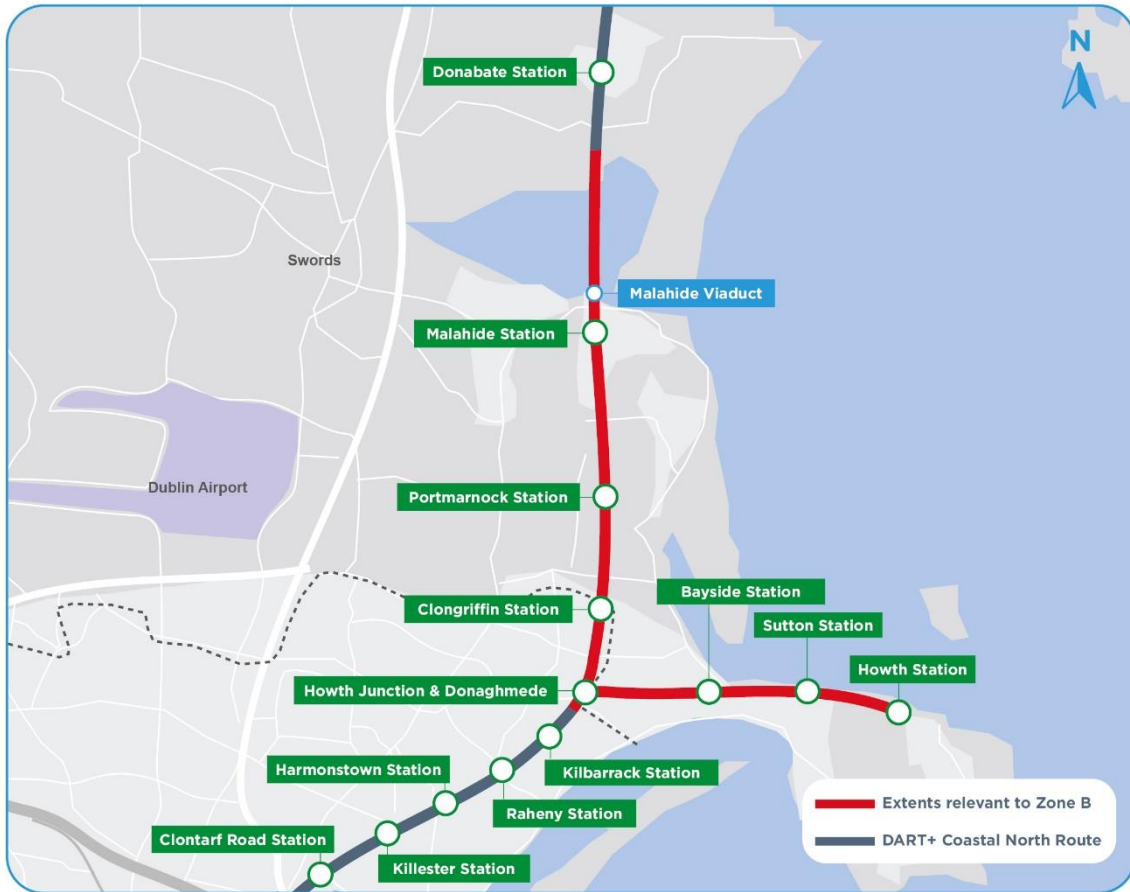 N
Donabate Station
Swords
Malahide Viaduct
Malahide Station
Dublin Airport
Portmarnock Station
Clongriffin Station
Bayside Station
Sutton Station
Howth Station
Howth Junction & Donaghmede
Kilbarrack Station
Harmonstown Station
Raheny Station
Clontarf Road Station
Killester Station
Extents relevant to Zone B
DART+ Coastal North Route